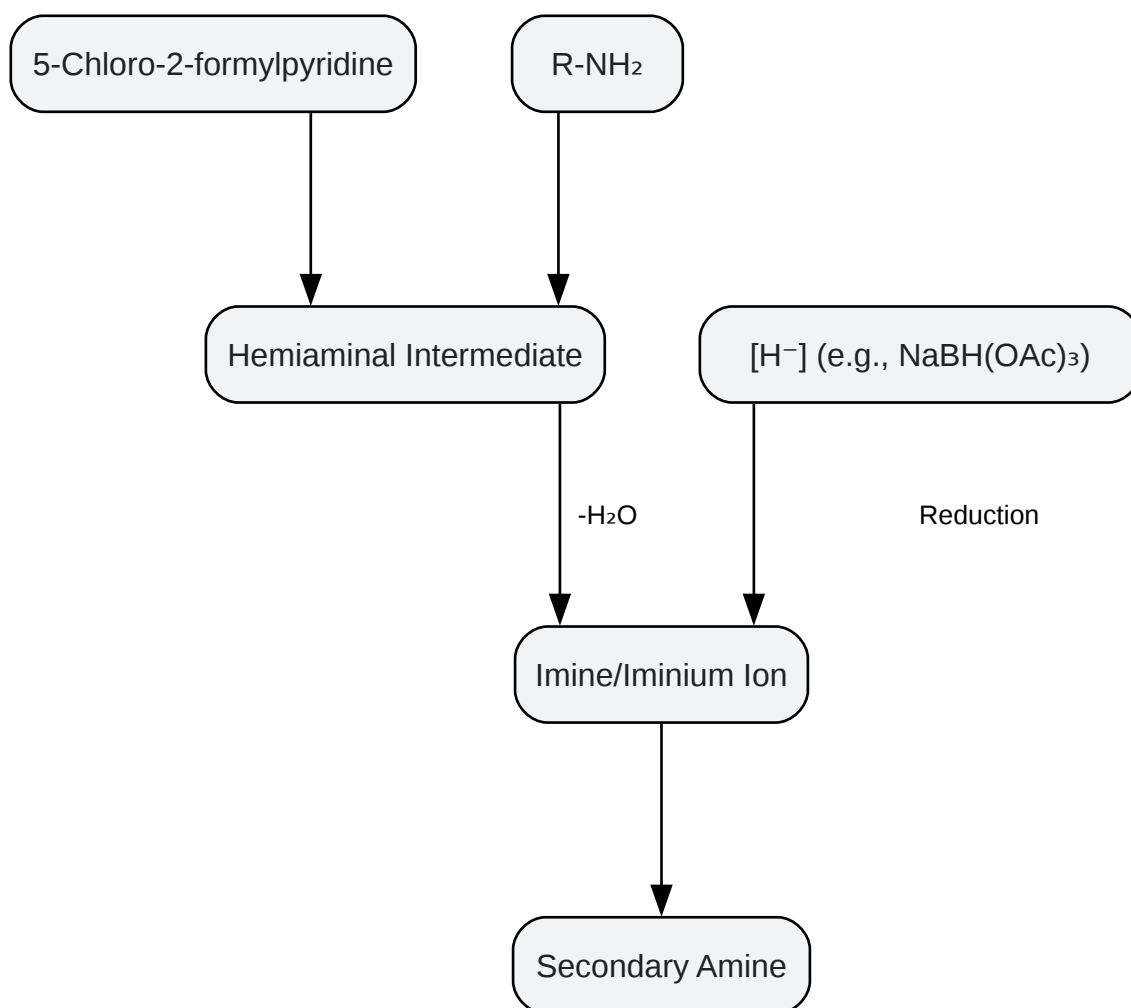 5-Chloro-2-formylpyridine
R-NH₂
Hemiaminal Intermediate
[H⁻] (e.g., NaBH(OAc)₃)
-H₂O
Reduction
Imine/Iminium Ion
Secondary Amine